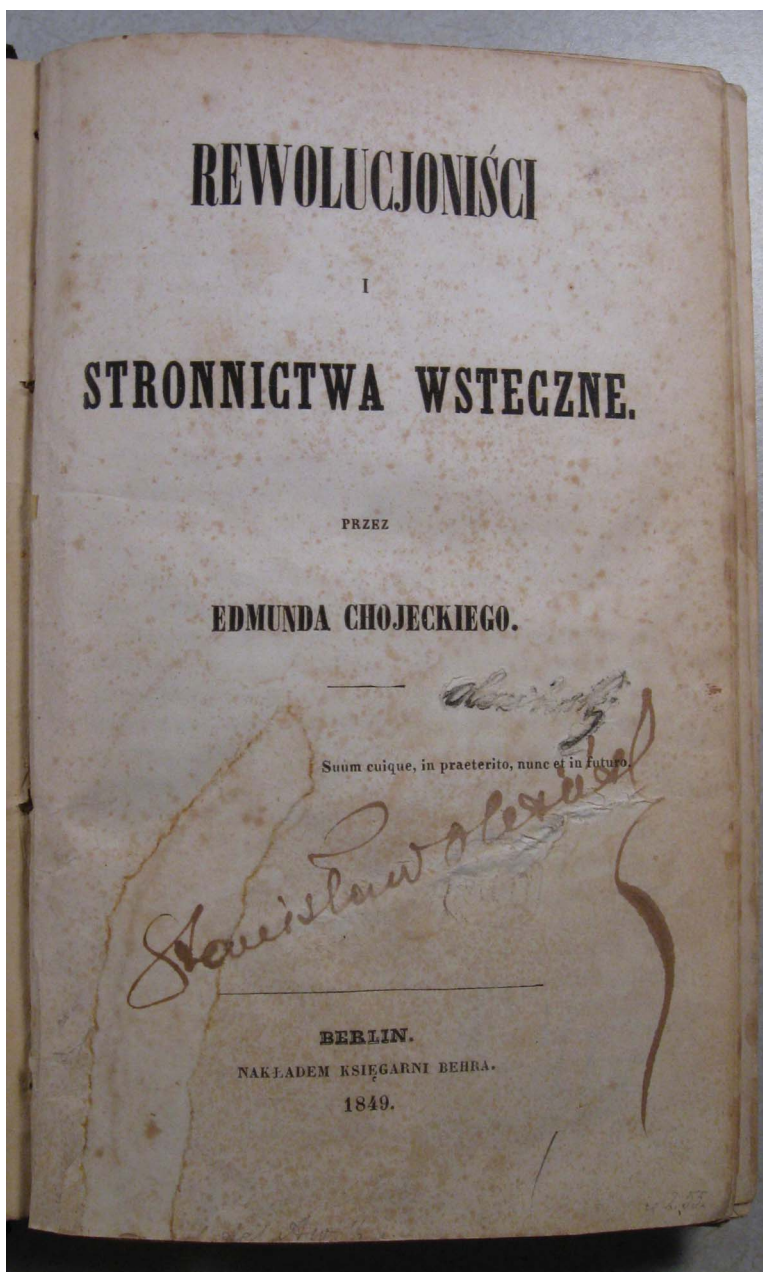 REWOLUCJONIŚCI
I
STRONNICTWA WSTECZNE.
PRZEZ
EDMUNDA CHOJECKIEGO.
Suum cuique, in praeterito, nunc et in futuro.
Stanisław
BERLIN.
NAKŁADEM KSIĘGARNI BEHRA.
1849.